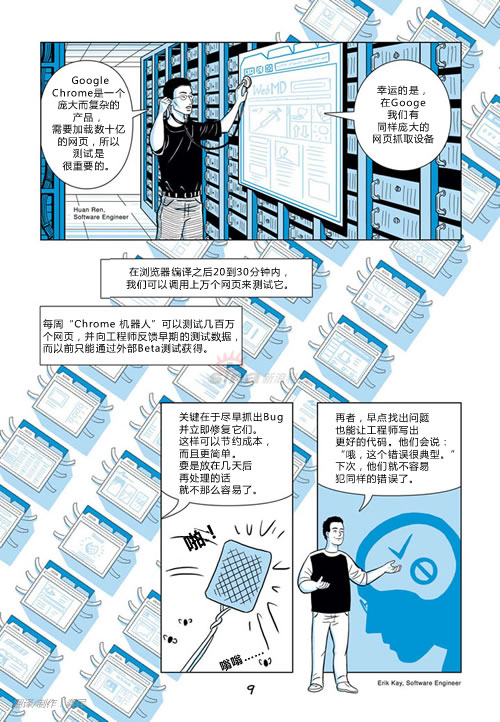 Google
Chrome是一个
庞大而复杂的
产品，
需要加载数十亿
的网页，所以
测试是
很重要的。
幸运的是，
在Googe
我们有
同样庞大的
网页抓取设备
WebMD
Huan Ren,
Software Engineer
在浏览器编译之后20到30分钟内，
我们可以调用上万个网页来测试它。
每周“Chrome 机器人”可以测试几百万
个网页，并向工程师反馈早期的测试数据，
而以前只能通过外部Beta测试获得。
关键在于尽早抓出Bug
并立即修复它们。
这样可以节约成本，
而且更简单。
要是放在几天后
再处理的话
就不那么容易了。
再者，早点找出问题
也能让工程师写出
更好的代码。他们会说：
“哦，这个错误很典型。”
下次，他们就不容易
犯同样的错误了。
啪！
嗡嗡……
9
Erik Kay, Software Engineer